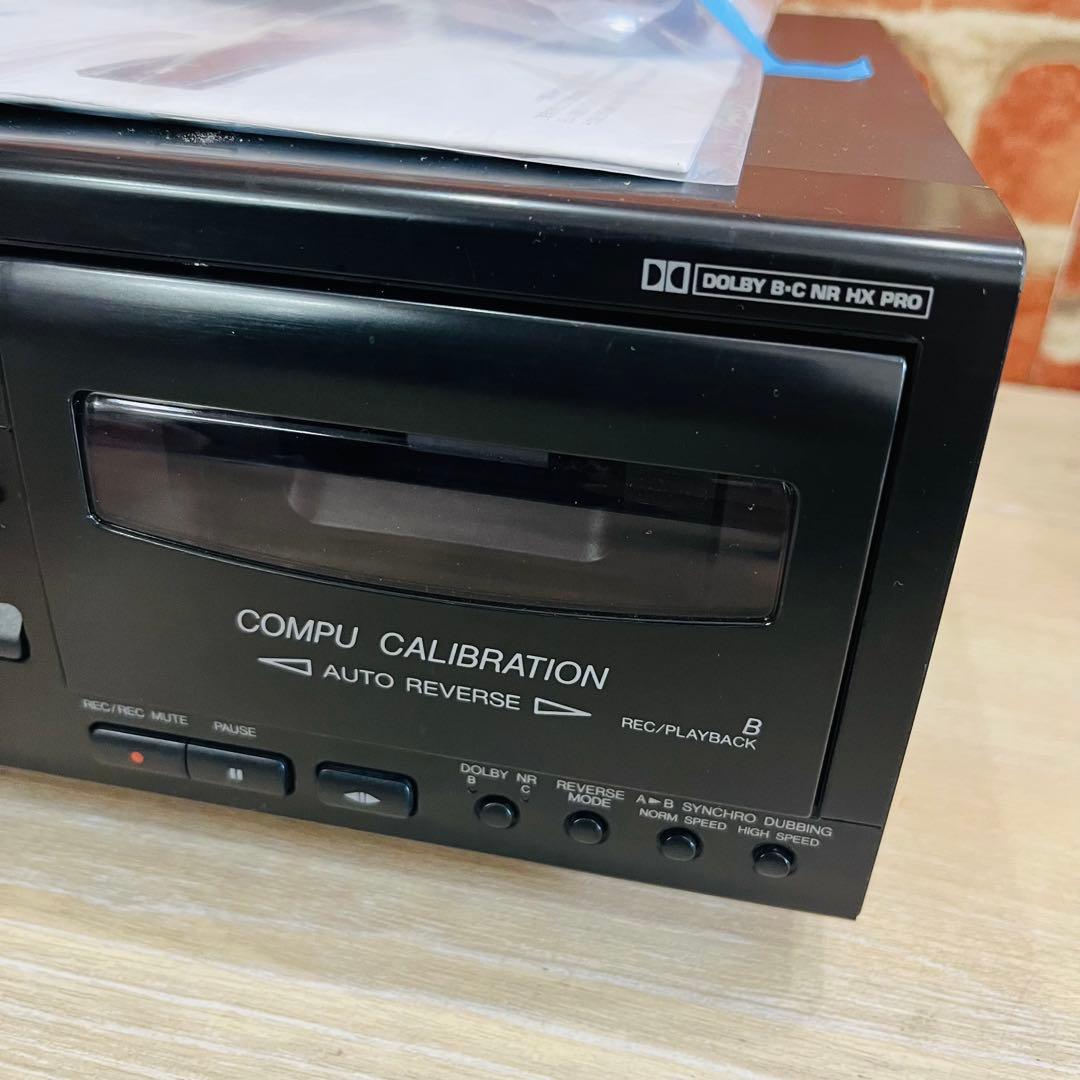 DOLBY B·C NR HX PRO
COMPU CALIBRATION
AUTO REVERSE
B
REC/PLAYBACK
REC/REC MUTE
PAUSE
DOLBY NR
B C
REVERSE
MODE
A►B SYNCHRO DUBBING
NORM SPEED HIGH SPEED